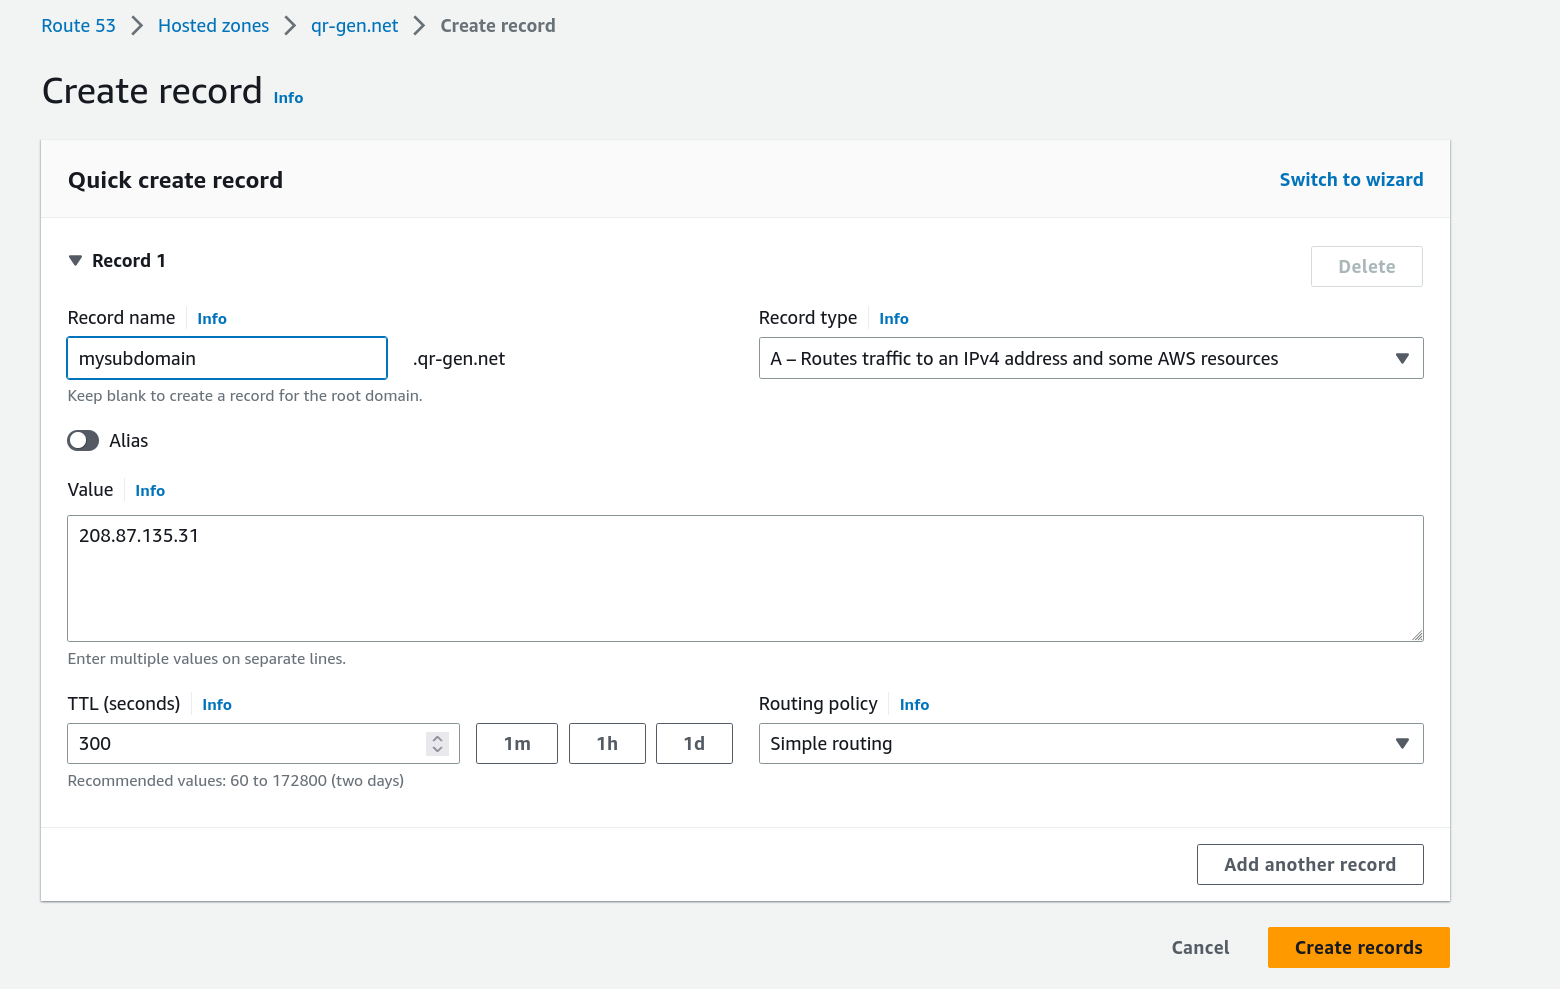 Route 53 > Hosted zones > qr-gen.net > Create record
Create record Info
Quick create record
Switch to wizard
Record 1
Delete
Record name Info
mysubdomain .qr-gen.net
Keep blank to create a record for the root domain.
Record type Info
A – Routes traffic to an IPv4 address and some AWS resources
Alias
Value Info
208.87.135.31
Enter multiple values on separate lines.
TTL (seconds) Info
300 1m 1h 1d
Recommended values: 60 to 172800 (two days)
Routing policy Info
Simple routing
Add another record
Cancel Create records